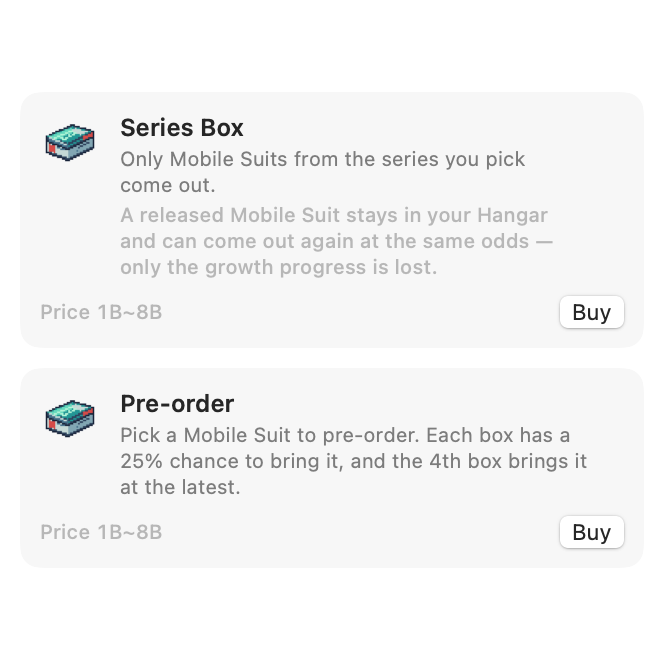 Series Box
Only Mobile Suits from the series you pick
come out.
A released Mobile Suit stays in your Hangar
and can come out again at the same odds —
only the growth progress is lost.
Price 1B~8B
Buy
Pre-order
Pick a Mobile Suit to pre-order. Each box has a
25% chance to bring it, and the 4th box brings it
at the latest.
Price 1B~8B
Buy